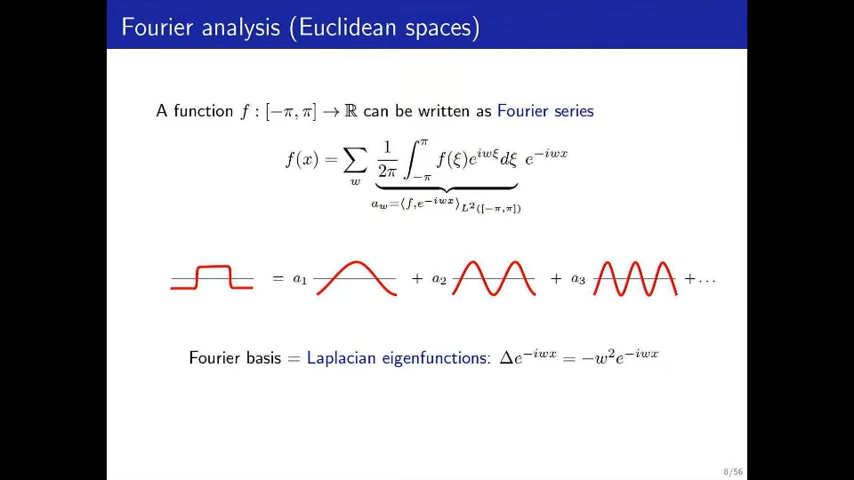 Fourier analysis (Euclidean spaces)
A function f : [−π, π] → ℝ can be written as Fourier series
f(x) = ∑_w 1/2π ∫_{−π}^{π} f(ξ)e^{iwξ}dξ e^{−iwx}
a_w=⟨f,e^{−iwx}⟩_{L²([−π,π])}
= a₁ + a₂ + a₃ + . . .
Fourier basis = Laplacian eigenfunctions: Δe^{−iwx} = −w²e^{−iwx}
8/56